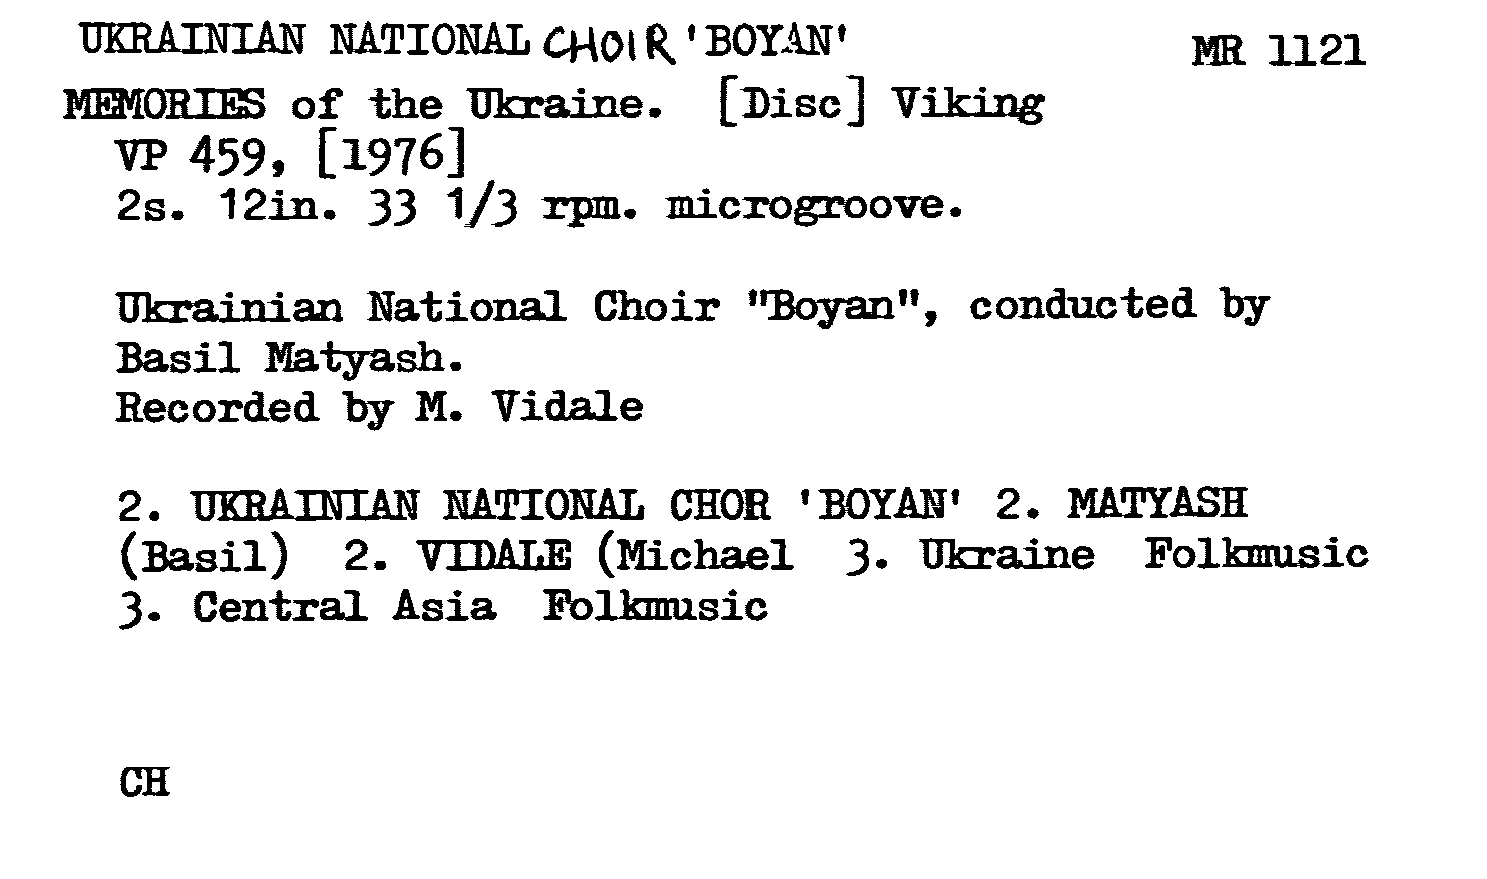 UKRAINIAN NATIONAL CHOIR 'BOYAN' MR 1121
MEMORIES of the Ukraine. [Disc] Viking
VP 459, [1976]
2s. 12in. 33 1/3 rpm. microgroove.
Ukrainian National Choir "Boyan", conducted by
Basil Matyash.
Recorded by M. Vidale
2. UKRAINIAN NATIONAL CHOR 'BOYAN' 2. MATYASH
(Basil) 2. VIDALE (Michael 3. Ukraine Folkmusic
3. Central Asia Folkmusic
CH